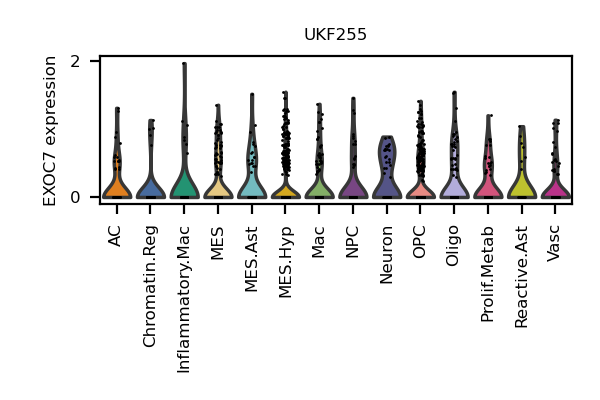 UKF255
EXOC7 expression
2
0
AC
Chromatin.Reg
Inflammatory.Mac
MES
MES.Ast
MES.Hyp
Mac
NPC
Neuron
OPC
Oligo
Prolif.Metab
Reactive.Ast
Vasc